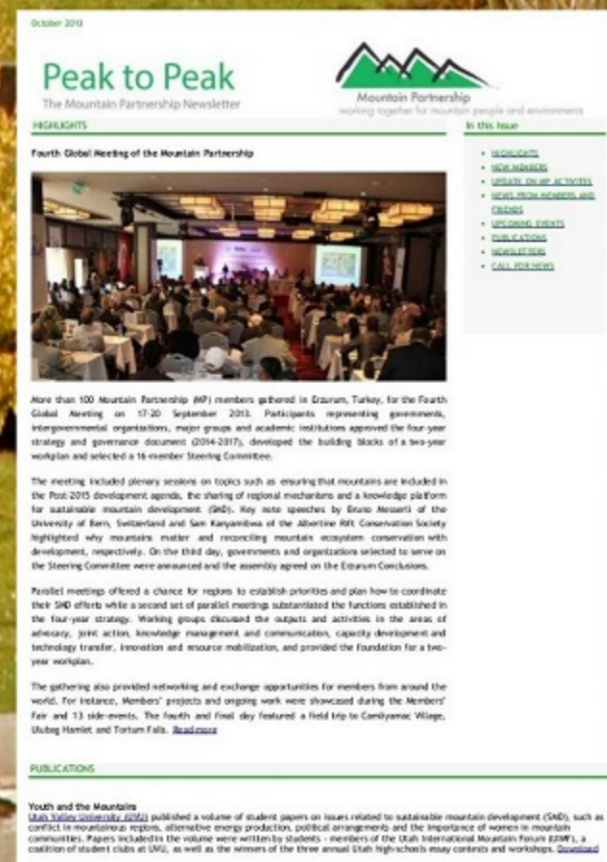 October 2013
Peak to Peak
The Mountain Partnership Newsletter
Mountain Partnership
working together for mountain people and environments
HIGHLIGHTS
Fourth Global Meeting of the Mountain Partnership
In this Issue
HIGHLIGHTS
NEW MEMBERS
UPDATE ON MP ACTIVITIES
NEWS FROM MEMBERS AND
FRIENDS
UPCOMING EVENTS
PUBLICATIONS
NEWSLETTERS
CALL FOR NEWS
More than 100 Mountain Partnership (MP) members gathered in Erzurum, Turkey, for the Fourth
Global Meeting on 17-20 September 2013. Participants representing governments,
intergovernmental organizations, major groups and academic institutions approved the four-year
strategy and governance document (2014-2017), developed the building blocks of a two-year
workplan and selected a 16-member Steering Committee.
The meeting included plenary sessions on topics such as ensuring that mountains are included in
the Post-2015 development agenda, the sharing of regional mechanisms and a knowledge platform
for sustainable mountain development (SMD). Key note speeches by Bruno Messerli of the
University of Bern, Switzerland and Sam Kanyamibwa of the Albertine Rift Conservation Society
highlighted why mountains matter and reconciling mountain ecosystem conservation with
development, respectively. On the third day, governments and organizations selected to serve on
the Steering Committee were announced and the assembly agreed on the Erzurum Conclusions.
Parallel meetings offered a chance for regions to establish priorities and plan how to coordinate
their SMD efforts while a second set of parallel meetings substantiated the functions established in
the four-year strategy. Working groups discussed the outputs and activities in the areas of
advocacy, joint action, knowledge management and communication, capacity development and
technology transfer, innovation and resource mobilization, and provided the foundation for a two-
year workplan.
The gathering also provided networking and exchange opportunities for members from around the
world. For instance, Members' projects and ongoing work were showcased during the Members'
Fair and 13 side-events. The fourth and final day featured a field trip to Camliyamac Village,
Ulubag Hamlet and Tortum Falls. Read more
PUBLICATIONS
Youth and the Mountains
Utah Valley University (UVU) published a volume of student papers on issues related to sustainable mountain development (SMD), such as
conflict in mountainous regions, alternative energy production, political arrangements and the importance of women in mountain
communities. Papers included in the volume were written by students - members of the Utah International Mountain Forum (UIMF), a
coalition of student clubs at UVU, as well as the winners of the three annual Utah high-schools essay contests and workshops. Download